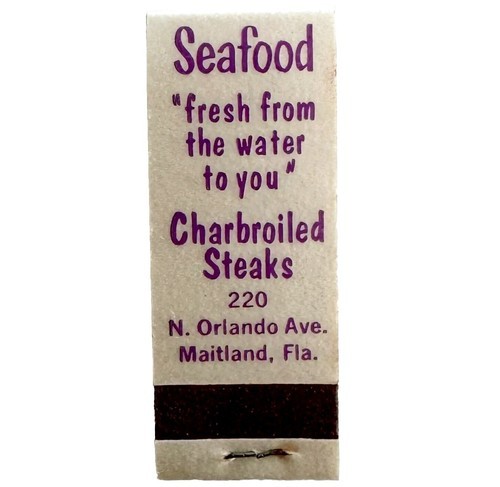 Seafood
"fresh from
the water
to you"
Charbroiled
Steaks
220
N. Orlando Ave.
Maitland, Fla.